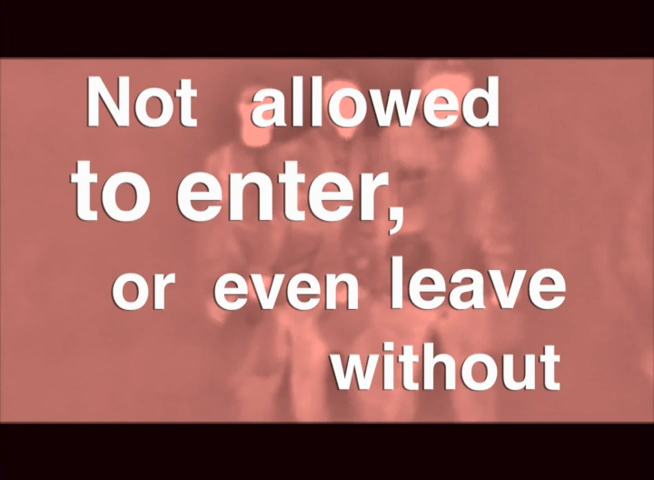 Not allowed
to enter,
or even leave
without